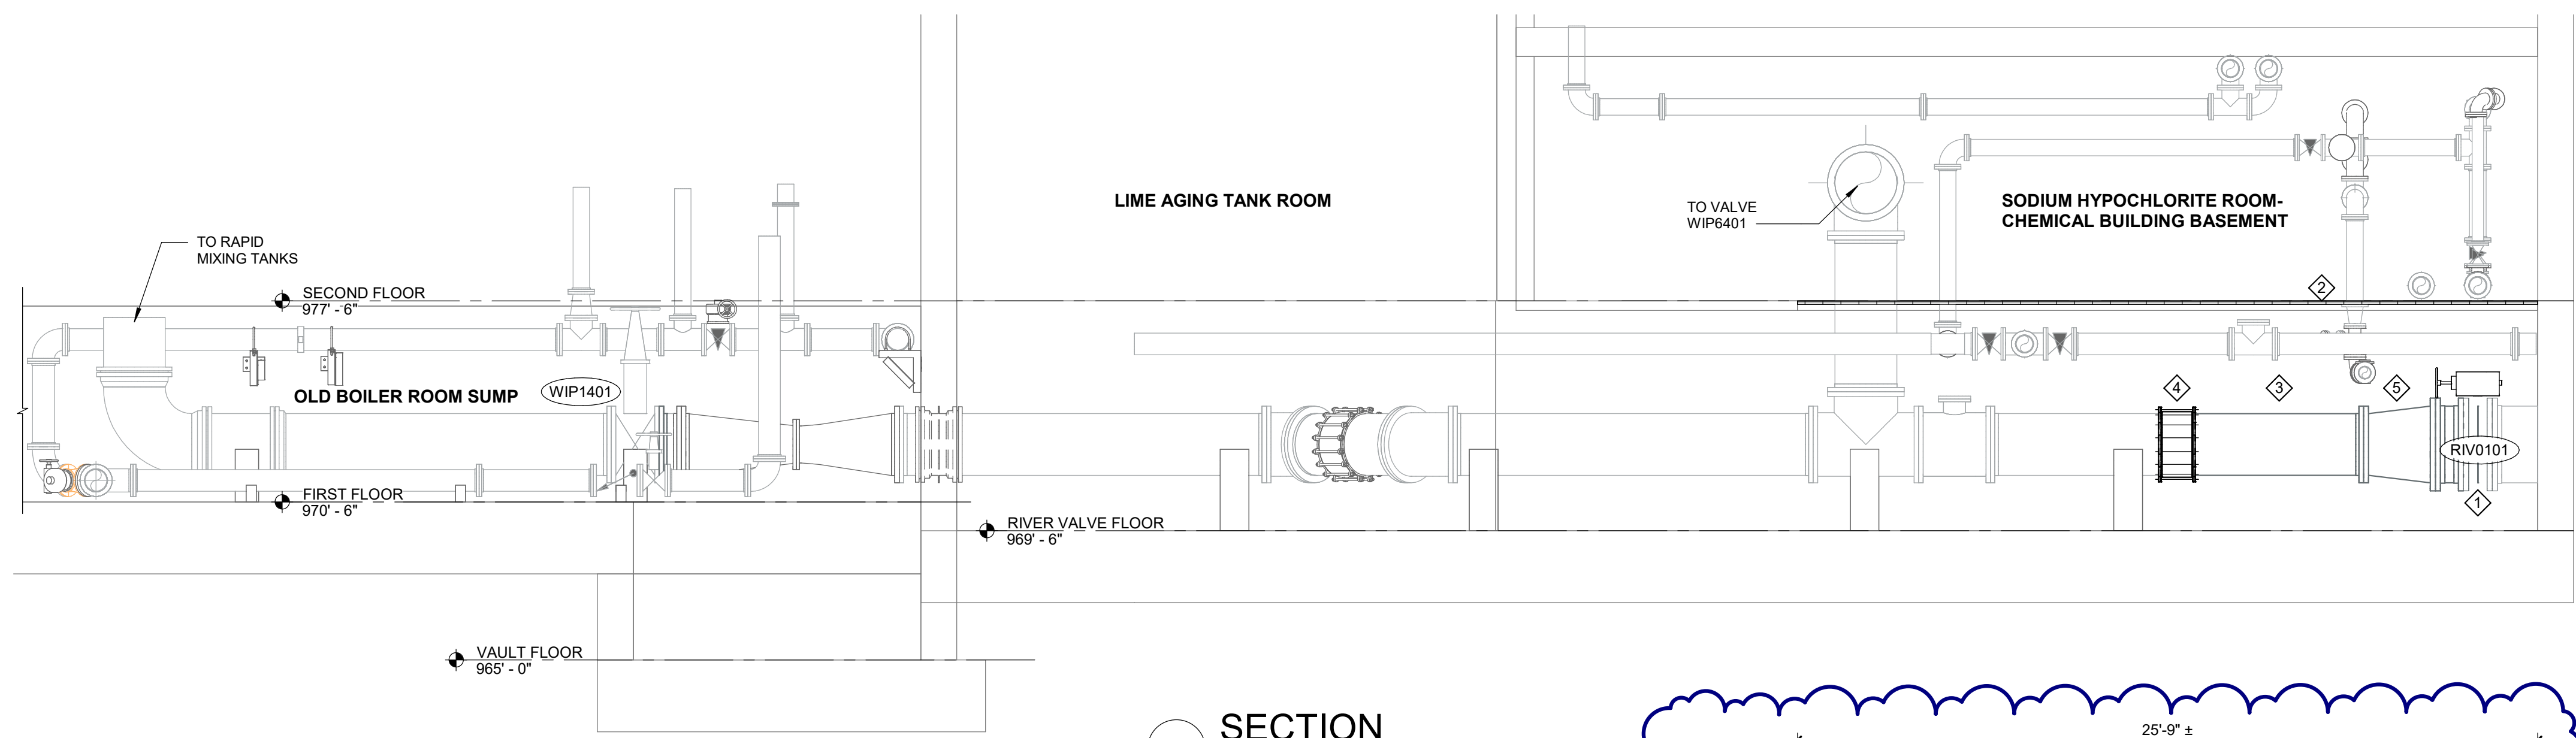 TO RAPID
MIXING TANKS
SECOND FLOOR
977' - 6"
OLD BOILER ROOM SUMP
WIP1401
FIRST FLOOR
970' - 6"
VAULT FLOOR
965' - 0"
LIME AGING TANK ROOM
RIVER VALVE FLOOR
969' - 6"
TO VALVE
WIP6401
SODIUM HYPOCHLORITE ROOM-
CHEMICAL BUILDING BASEMENT
2
4
3
5
RIV0101
1
SECTION
25'-9" ±